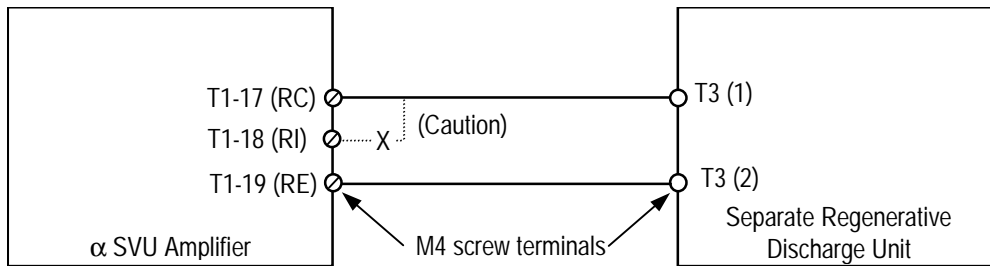 T1-17 (RC)
T3 (1)
(Caution)
T1-18 (RI)
X
T1-19 (RE)
T3 (2)
α SVU Amplifier
M4 screw terminals
Separate Regenerative
Discharge Unit